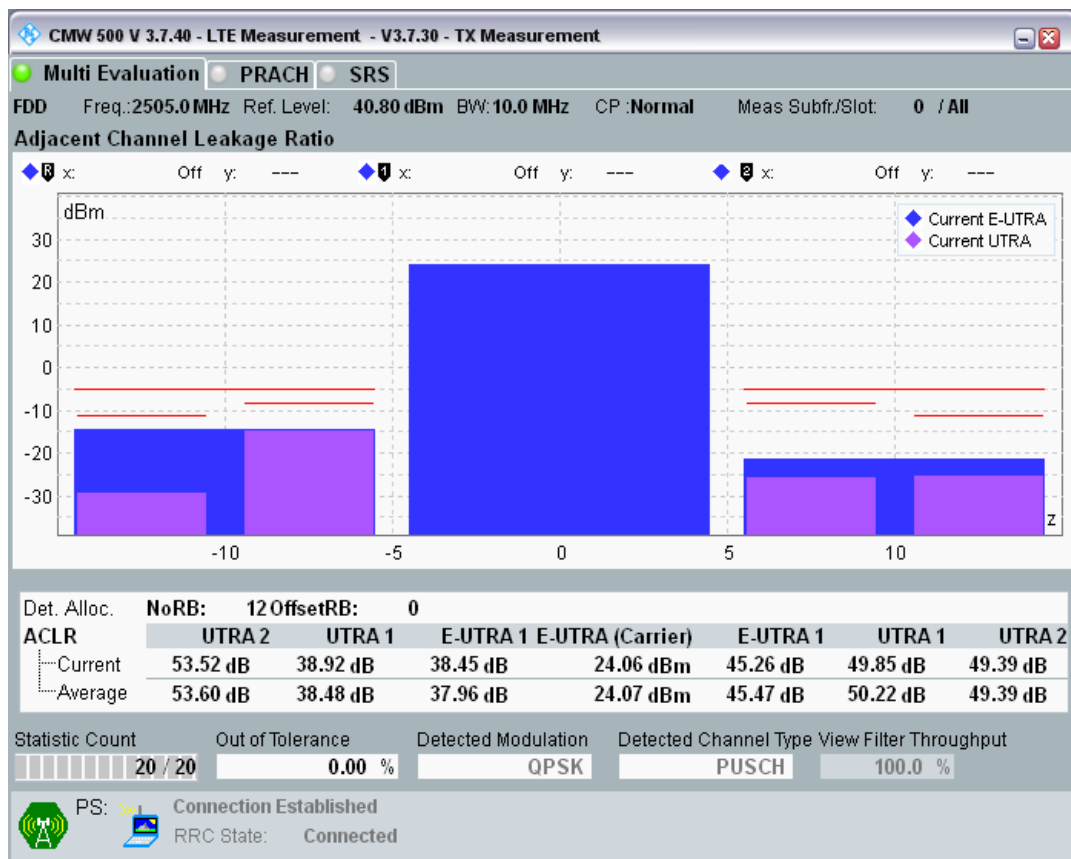 CMW 500 V 3.7.40 - LTE Measurement - V3.7.30 - TX Measurement
Multi Evaluation PRACH SRS
FDD Freq.:2505.0 MHz Ref. Level: 40.80 dBm BW: 10.0 MHz CP :Normal Meas Subfr./Slot: 0 / All
Adjacent Channel Leakage Ratio
R x: Off y: --- 1 x: Off y: --- 2 x: Off y: ---
dBm
Current E-UTRA
Current UTRA
30
20
10
0
-10
-20
-30
z
-10 -5 0 5 10
Det. Alloc. NoRB: 12 OffsetRB: 0
ACLR UTRA 2 UTRA 1 E-UTRA 1 E-UTRA (Carrier) E-UTRA 1 UTRA 1 UTRA 2
Current 53.52 dB 38.92 dB 38.45 dB 24.06 dBm 45.26 dB 49.85 dB 49.39 dB
Average 53.60 dB 38.48 dB 37.96 dB 24.07 dBm 45.47 dB 50.22 dB 49.39 dB
Statistic Count Out of Tolerance Detected Modulation Detected Channel Type View Filter Throughput
20 / 20 0.00 % QPSK PUSCH 100.0 %
PS: Connection Established
RRC State: Connected